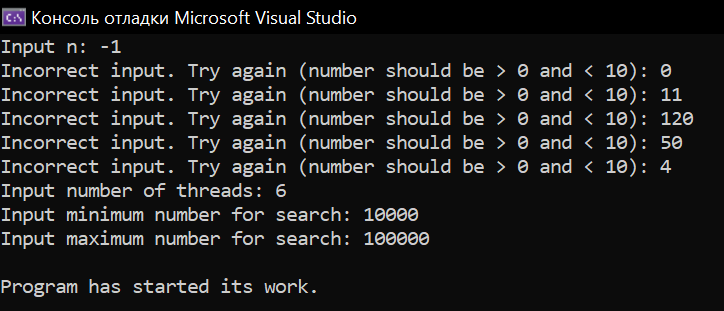 C:\ Консоль отладки Microsoft Visual Studio
Input n: -1
Incorrect input. Try again (number should be > 0 and < 10): 0
Incorrect input. Try again (number should be > 0 and < 10): 11
Incorrect input. Try again (number should be > 0 and < 10): 120
Incorrect input. Try again (number should be > 0 and < 10): 50
Incorrect input. Try again (number should be > 0 and < 10): 4
Input number of threads: 6
Input minimum number for search: 10000
Input maximum number for search: 100000
Program has started its work.